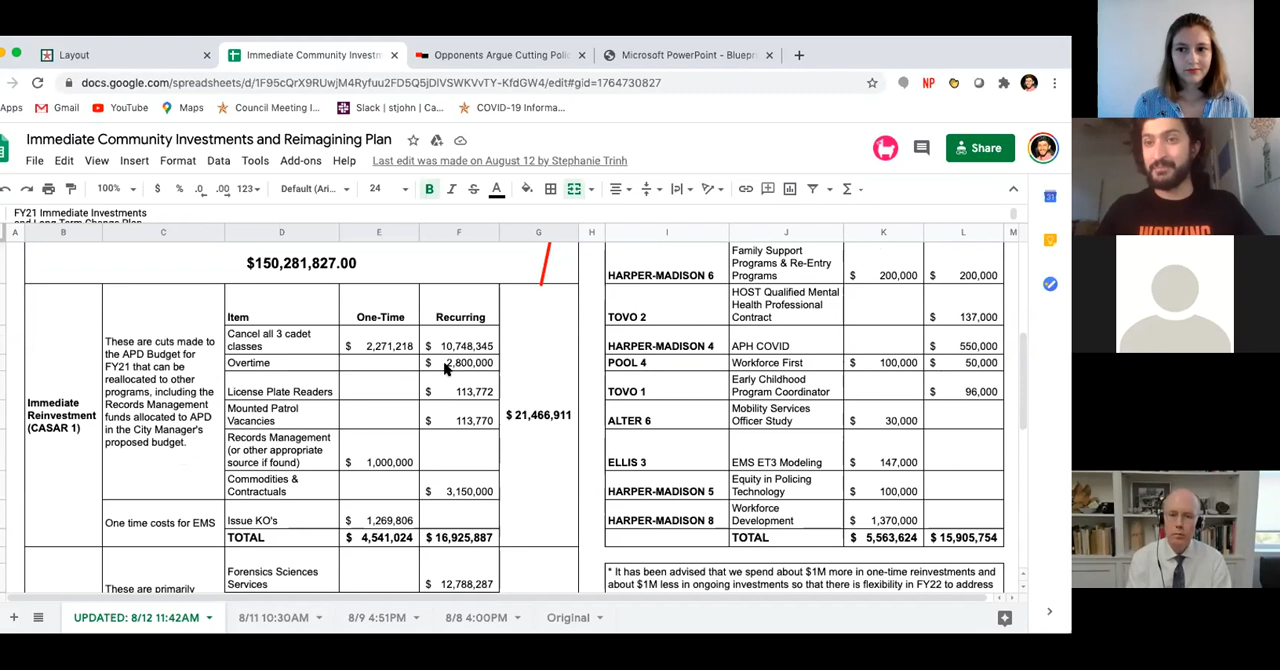 Layout
Immediate Community Investm
Opponents Argue Cutting Polic
Microsoft PowerPoint - Bluepr
docs.google.com/spreadsheets/d/1F95cQrX9RUwjM4Ryfuu2FD5Q5jDlVSWKVvTY-KfdGW4/edit#gid=1764730827
NP
Apps
Gmail
YouTube
Maps
Council Meeting I...
Slack | stjohn | Ca...
COVID-19 Informa...
Immediate Community Investments and Reimagining Plan
File Edit View Insert Format Data Tools Add-ons Help
Last edit was made on August 12 by Stephanie Trinh
Share
100% $ % .0 .00 123 Default (Ari... 24 B I S A
FY21 Immediate Investments
and Long Term Change Plan
A B C D E F G H I J K L M
$150,281,827.00
Immediate Reinvestment (CASAR 1)
These are cuts made to
the APD Budget for
FY21 that can be
reallocated to other
programs, including the
Records Management
funds allocated to APD
in the City Manager's
proposed budget.
Item One-Time Recurring
Cancel all 3 cadet classes $ 2,271,218 $ 10,748,345
Overtime $ 2,800,000
License Plate Readers $ 113,772
Mounted Patrol Vacancies $ 113,770
$ 21,466,911
Records Management (or other appropriate source if found) $ 1,000,000
Commodities & Contractuals $ 3,150,000
One time costs for EMS Issue KO's $ 1,269,806
TOTAL $ 4,541,024 $ 16,925,887
These are primarily
Forensics Sciences Services $ 12,788,287
HARPER-MADISON 6 Family Support Programs & Re-Entry Programs $ 200,000 $ 200,000
TOVO 2 HOST Qualified Mental Health Professional Contract $ 137,000
HARPER-MADISON 4 APH COVID $ 550,000
POOL 4 Workforce First $ 100,000 $ 50,000
TOVO 1 Early Childhood Program Coordinator $ 96,000
ALTER 6 Mobility Services Officer Study $ 30,000
ELLIS 3 EMS ET3 Modeling $ 147,000
HARPER-MADISON 5 Equity in Policing Technology $ 100,000
HARPER-MADISON 8 Workforce Development $ 1,370,000
TOTAL $ 5,563,624 $ 15,905,754
* It has been advised that we spend about $1M more in one-time reinvestments and
about $1M less in ongoing investments so that there is flexibility in FY22 to address
UPDATED: 8/12 11:42AM
8/11 10:30AM
8/9 4:51PM
8/8 4:00PM
Original
31
WORKING